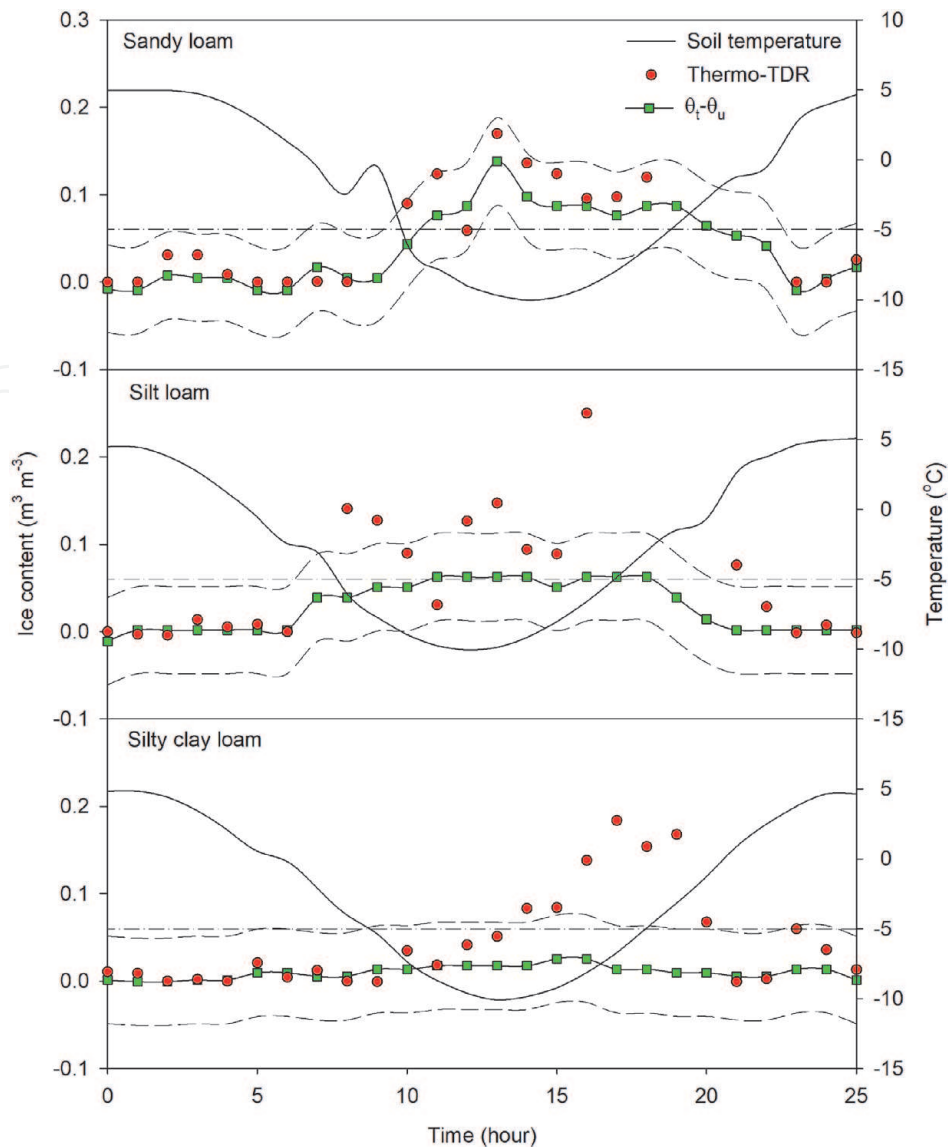 Sandy loam
Soil temperature
Thermo-TDR
θt-θu
0.3
0.2
0.1
0.0
-0.1
10
5
0
-5
-10
-15
Silt loam
0.2
0.1
0.0
-0.1
5
0
-5
-10
-15
Ice content (m³ m⁻³)
Temperature (°C)
Silty clay loam
0.2
0.1
0.0
-0.1
5
0
-5
-10
-15
0 5 10 15 20 25
Time (hour)